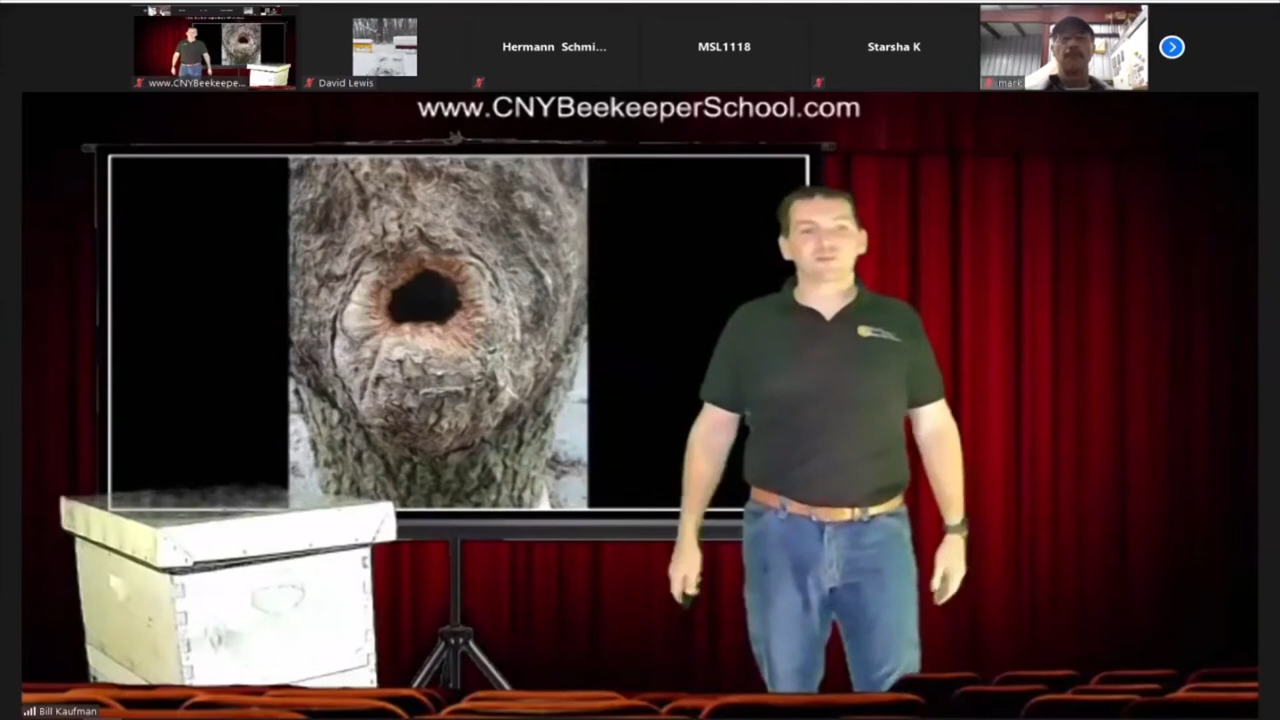 www.CNYBeekeepe...
David Lewis
Hermann Schmi...
MSL1118
Starsha K
mark
www.CNYBeekeeperSchool.com
Bill Kaufman